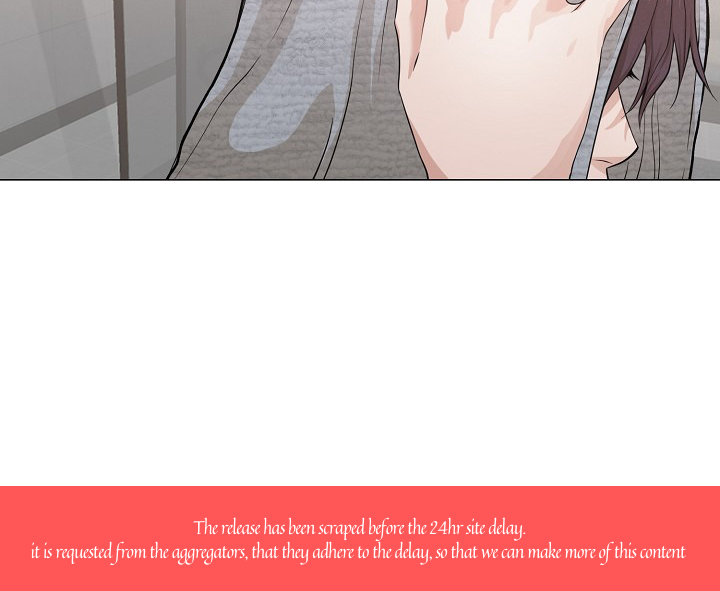 The release has been scraped before the 24hr site delay.
it is requested from the aggregators, that they adhere to the delay, so that we can make more of this content